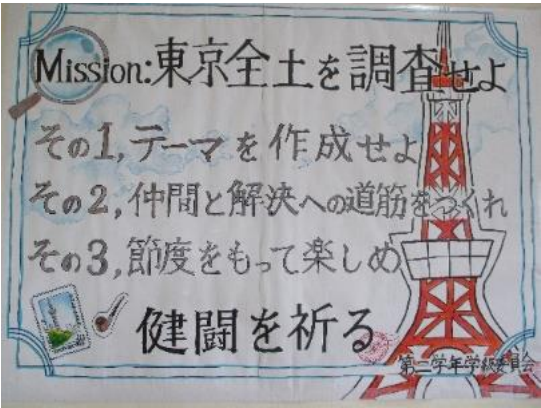 Mission:東京全土を調査せよ
その1,テーマを作成せよ
その2,仲間と解決への道筋をつくれ
その3,節度をもって楽しめ
健闘を祈る
第二学年学級委員会